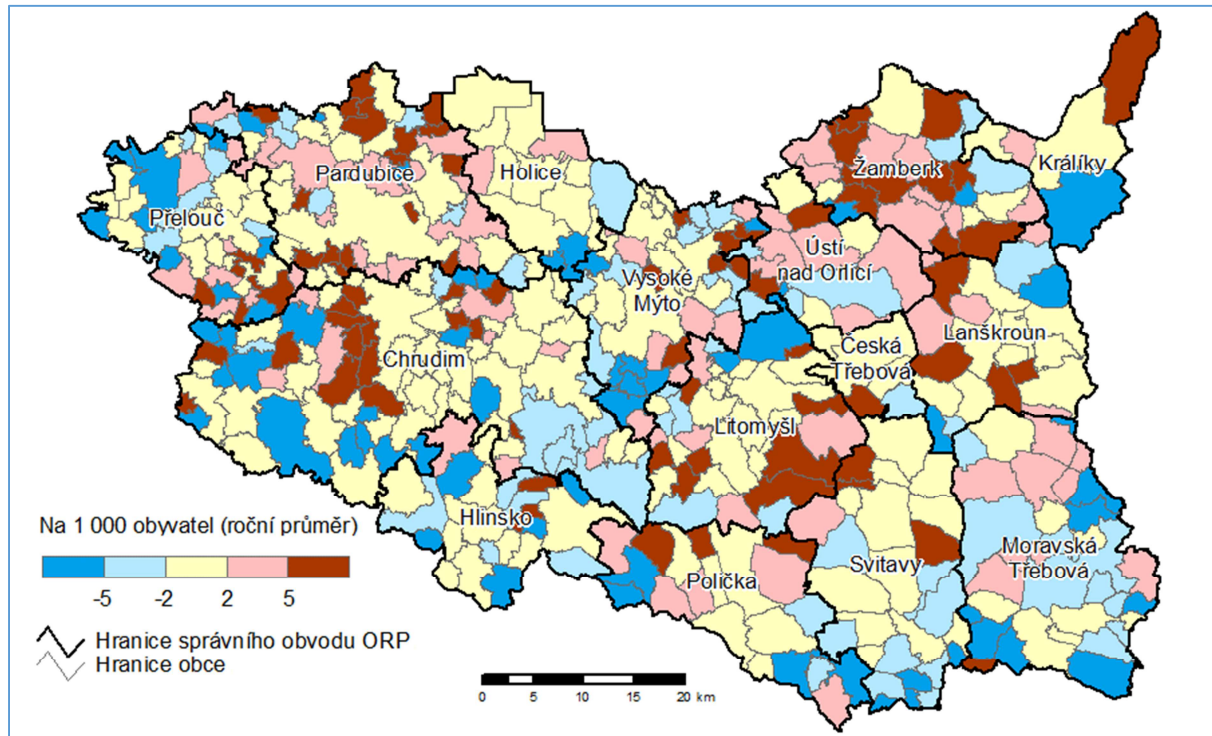 Žamberk
Králíky
Pardubice
Holice
Přelouč
Ústí
nad Orlicí
Vysoké
Mýto
Lanškroun
Česká
Třebová
Chrudim
Litomyšl
Na 1 000 obyvatel (roční průměr)
-5 -2 2 5
Hlinsko
Moravská
Třebová
Svitavy
Polička
Hranice správního obvodu ORP
Hranice obce
0 5 10 15 20 km